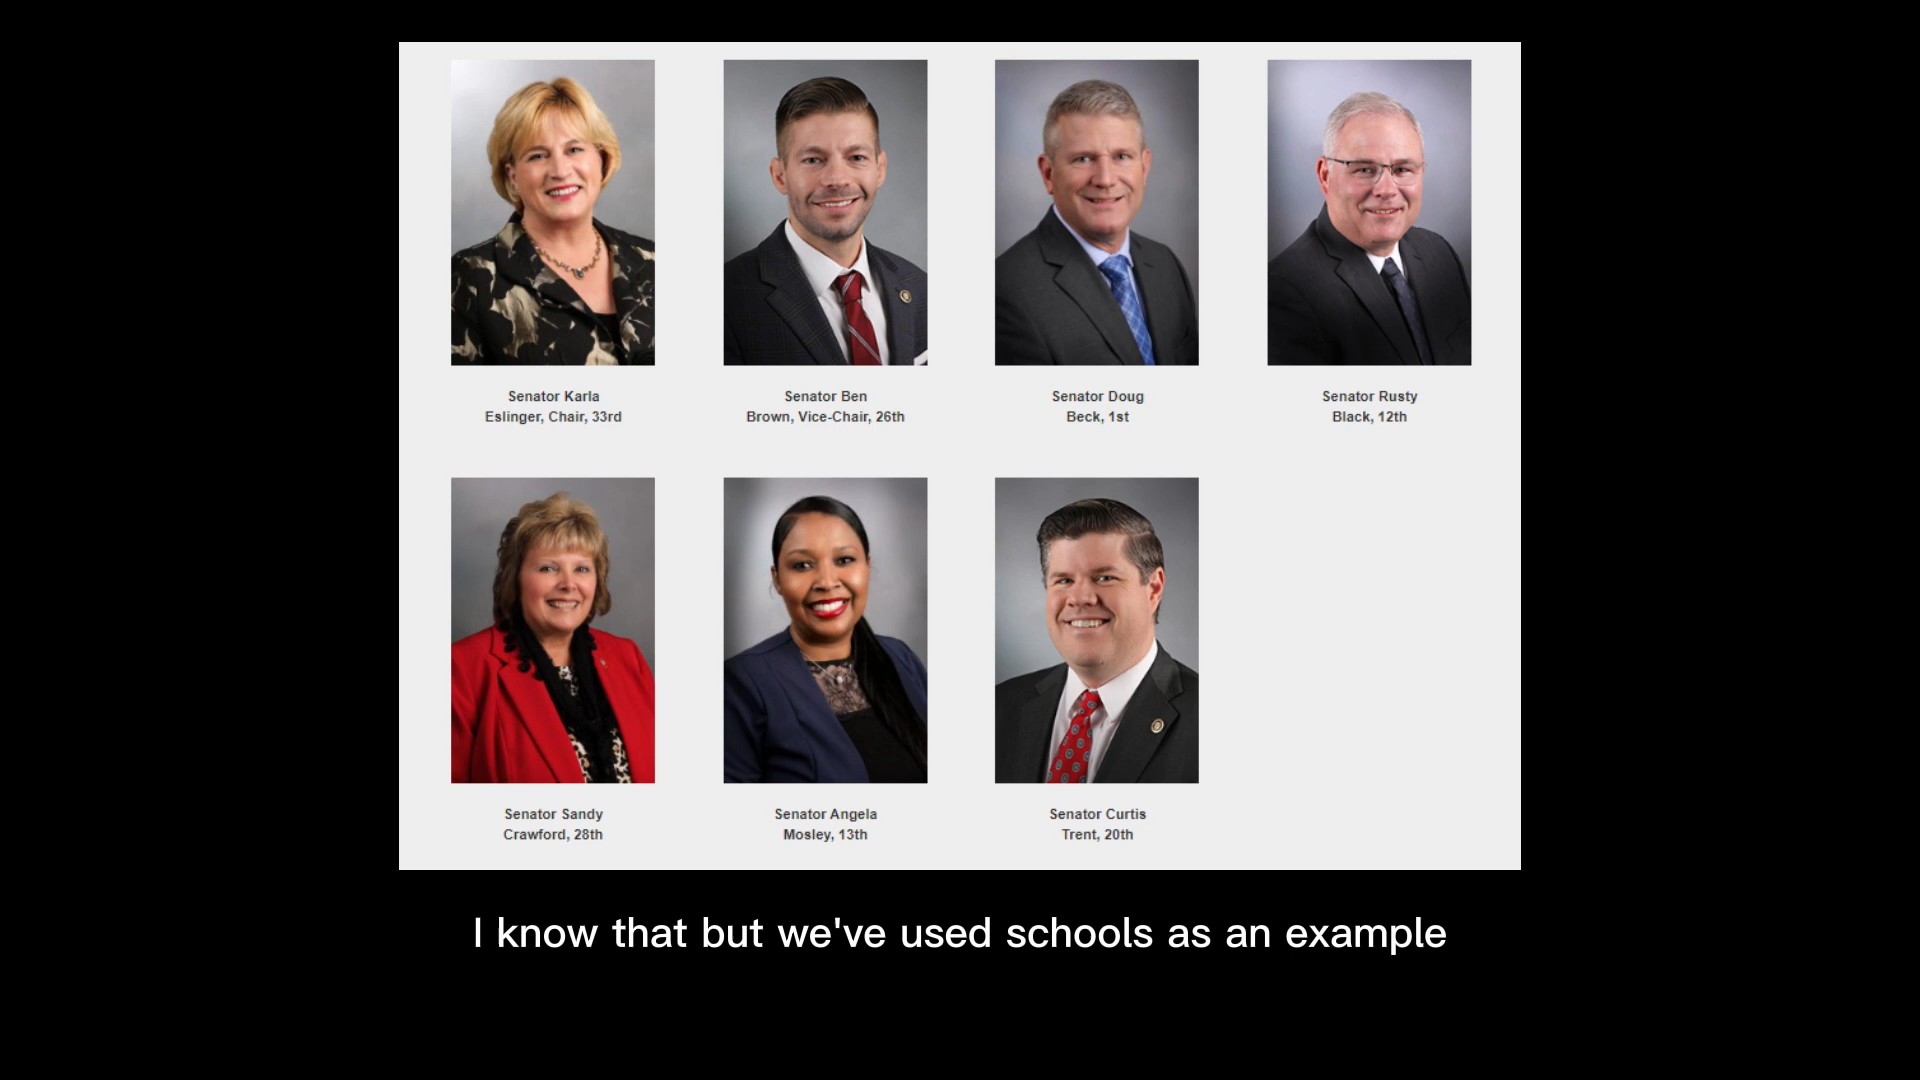 Senator Karla
Eslinger, Chair, 33rd
Senator Ben
Brown, Vice-Chair, 26th
Senator Doug
Beck, 1st
Senator Rusty
Black, 12th
Senator Sandy
Crawford, 28th
Senator Angela
Mosley, 13th
Senator Curtis
Trent, 20th
I know that but we've used schools as an example